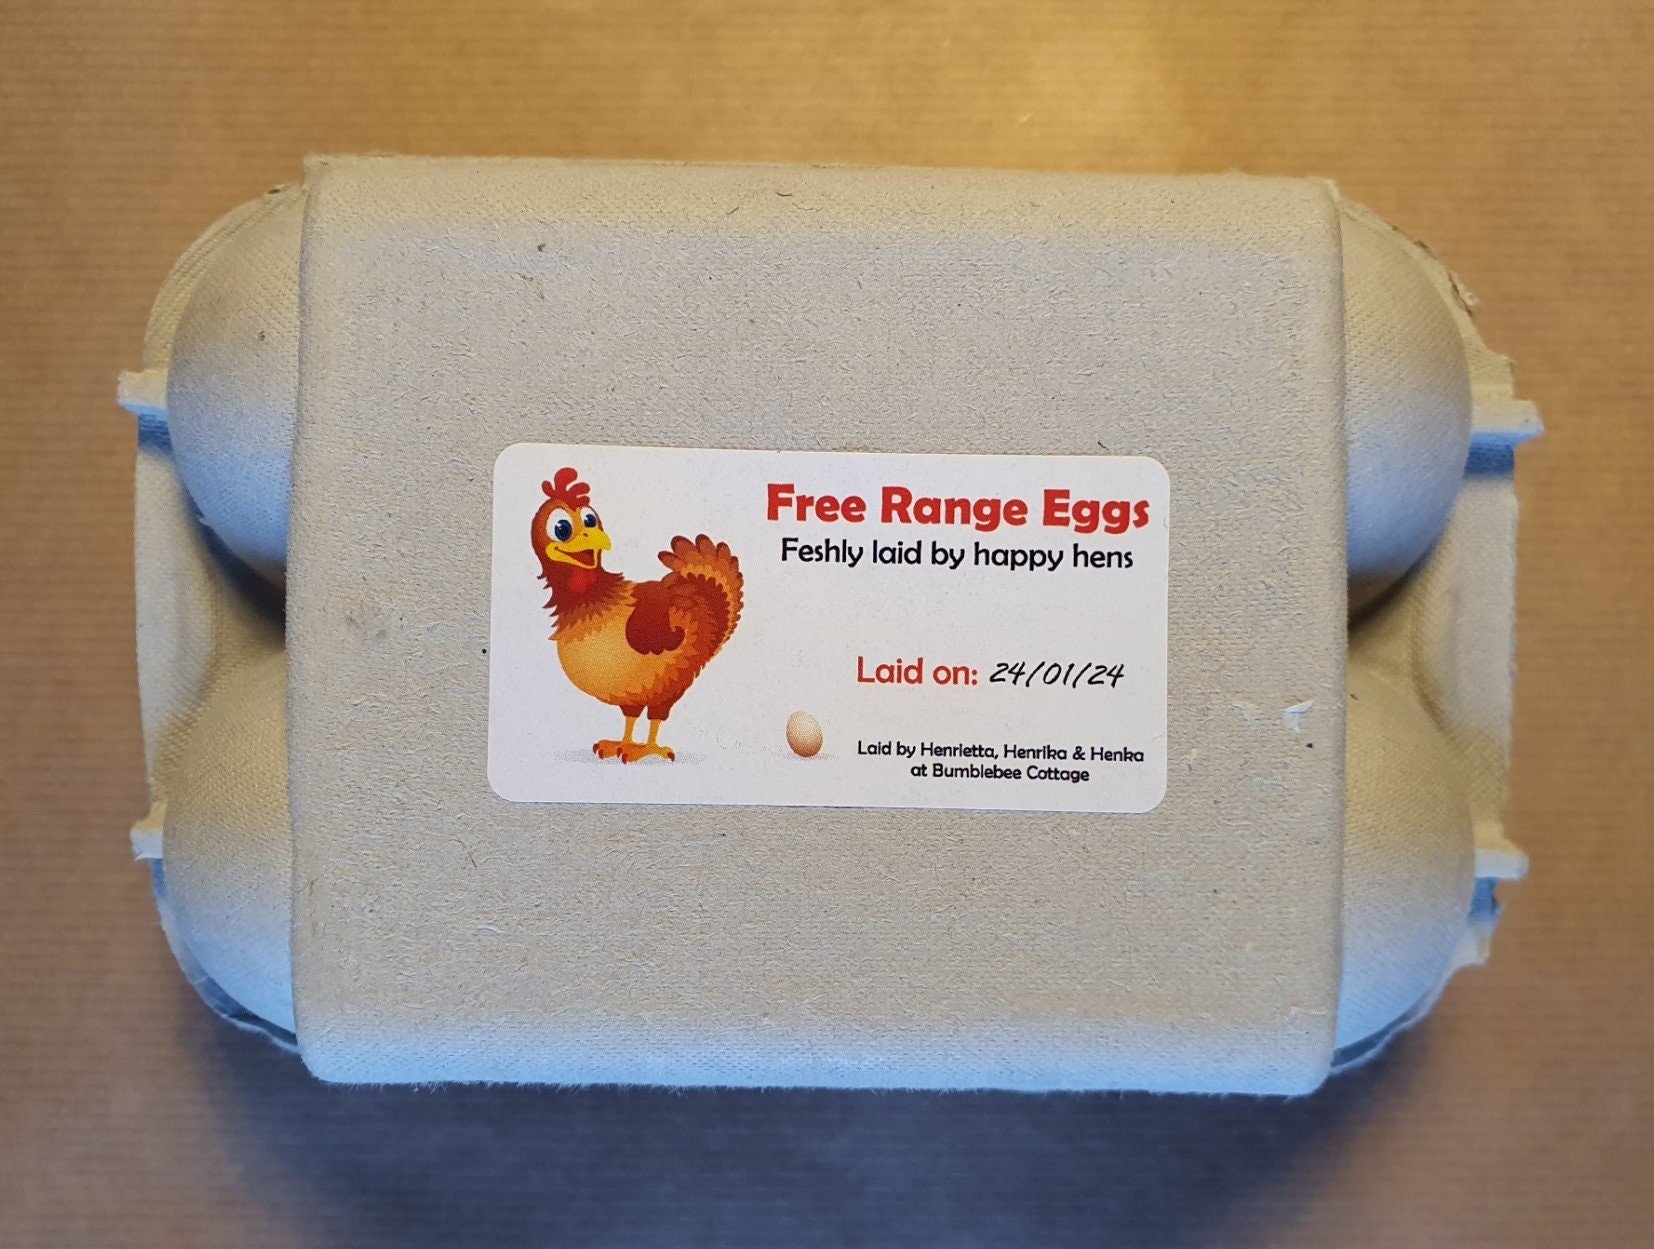 Free Range Eggs
Feshly laid by happy hens
Laid on: 24/01/24
Laid by Henrietta, Henrika & Henka
at Bumblebee Cottage